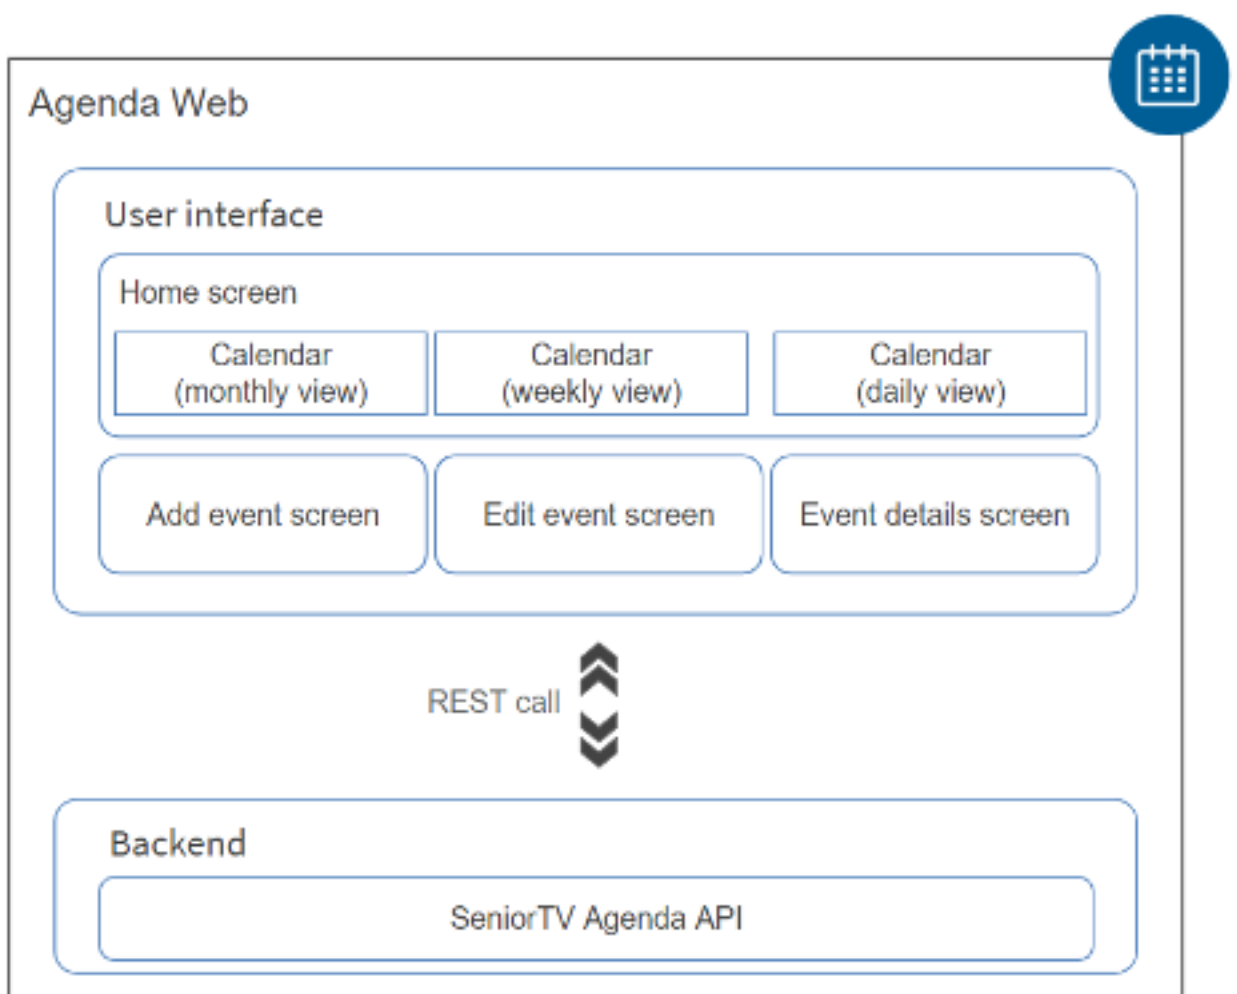 Agenda Web
User interface
Home screen
Calendar
(monthly view)
Calendar
(weekly view)
Calendar
(daily view)
Add event screen
Edit event screen
Event details screen
REST call
Backend
SeniorTV Agenda API